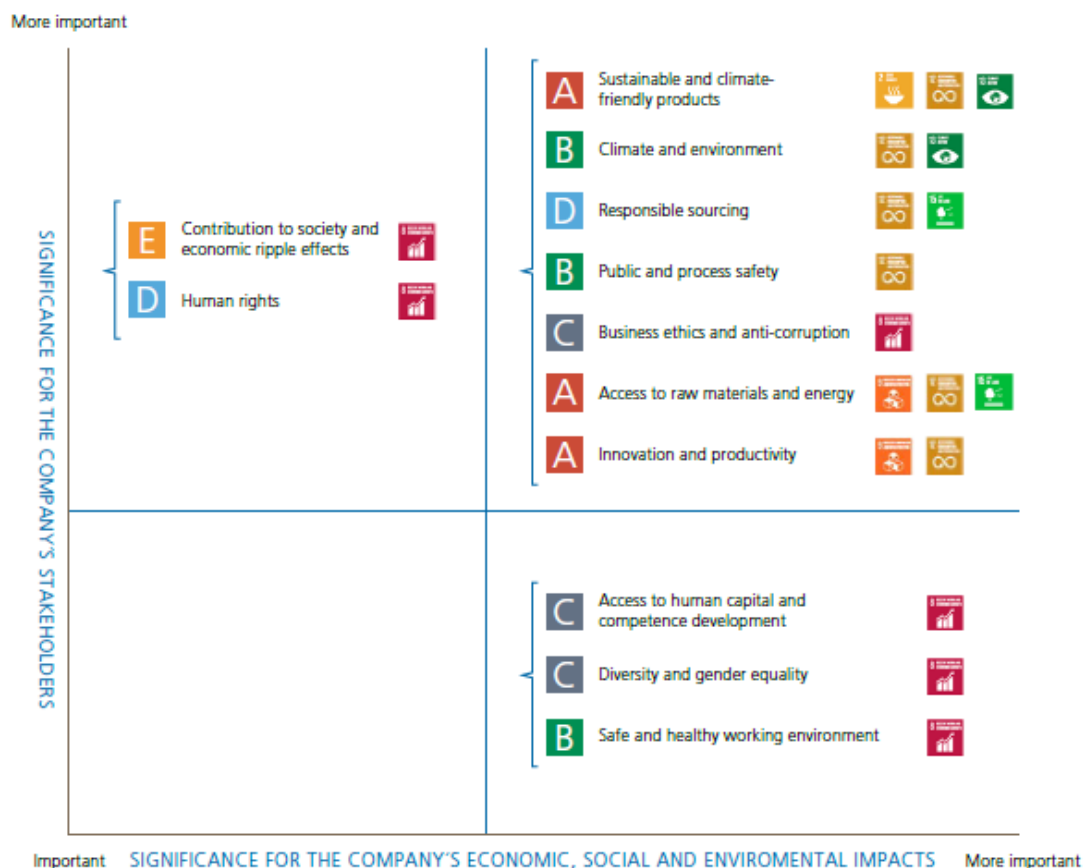 More important
SIGNIFICANCE FOR THE COMPANY'S STAKEHOLDERS
E
Contribution to society and
economic ripple effects
D
Human rights
A
Sustainable and climate-
friendly products
B
Climate and environment
D
Responsible sourcing
B
Public and process safety
C
Business ethics and anti-corruption
A
Access to raw materials and energy
A
Innovation and productivity
C
Access to human capital and
competence development
C
Diversity and gender equality
B
Safe and healthy working environment
Important
SIGNIFICANCE FOR THE COMPANY'S ECONOMIC, SOCIAL AND ENVIROMENTAL IMPACTS
More important